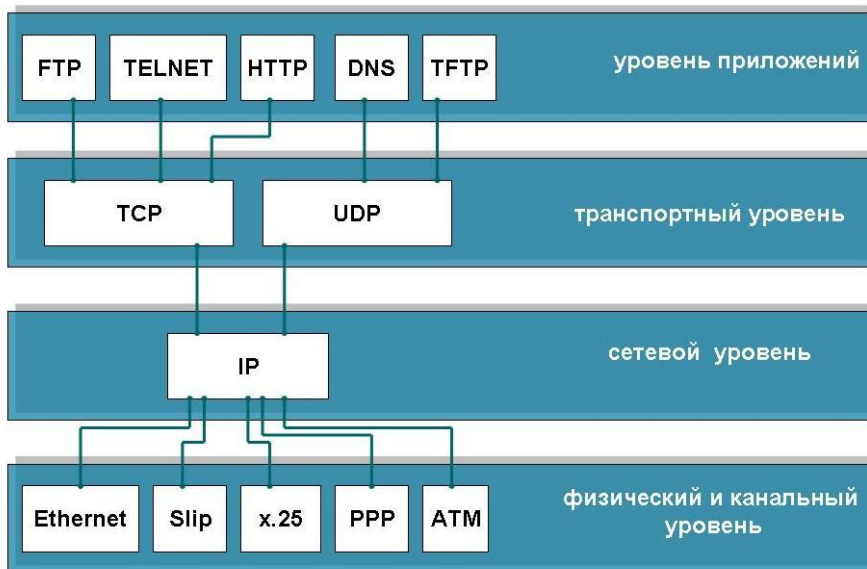 FTP TELNET HTTP DNS TFTP уровень приложений
TCP UDP транспортный уровень
IP сетевой уровень
Ethernet Slip x.25 PPP ATM физический и канальный
уровень